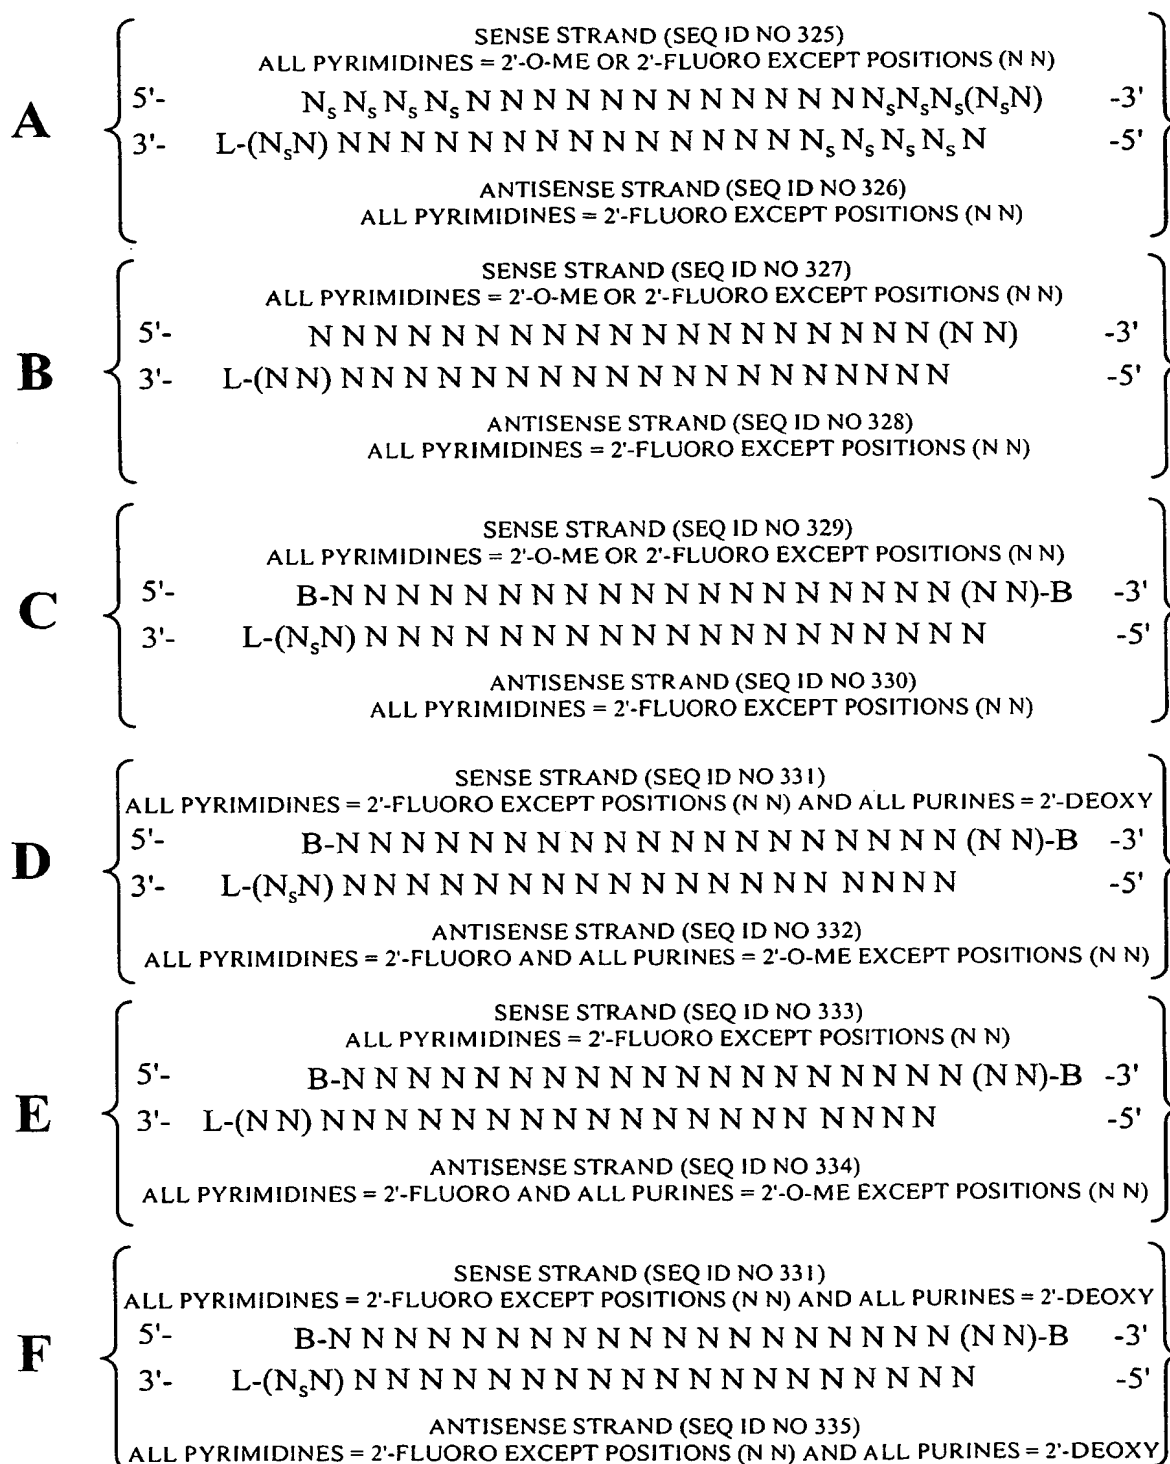 A
SENSE STRAND (SEQ ID NO 325)
ALL PYRIMIDINES = 2'-O-ME OR 2'-FLUORO EXCEPT POSITIONS (N N)
5'- NₛNₛNₛNₛN N N N N N N N N N N N NₛNₛNₛ(NₛN) -3'
3'- L-(NₛN) N N N N N N N N N N N N N N NₛNₛNₛNₛN -5'
ANTISENSE STRAND (SEQ ID NO 326)
ALL PYRIMIDINES = 2'-FLUORO EXCEPT POSITIONS (N N)
B
SENSE STRAND (SEQ ID NO 327)
ALL PYRIMIDINES = 2'-O-ME OR 2'-FLUORO EXCEPT POSITIONS (N N)
5'- N N N N N N N N N N N N N N N N N N N (N N) -3'
3'- L-(N N) N N N N N N N N N N N N N N N N N N N -5'
ANTISENSE STRAND (SEQ ID NO 328)
ALL PYRIMIDINES = 2'-FLUORO EXCEPT POSITIONS (N N)
C
SENSE STRAND (SEQ ID NO 329)
ALL PYRIMIDINES = 2'-O-ME OR 2'-FLUORO EXCEPT POSITIONS (N N)
5'- B-N N N N N N N N N N N N N N N N N N N (N N)-B -3'
3'- L-(NₛN) N N N N N N N N N N N N N N N N N N N -5'
ANTISENSE STRAND (SEQ ID NO 330)
ALL PYRIMIDINES = 2'-FLUORO EXCEPT POSITIONS (N N)
D
SENSE STRAND (SEQ ID NO 331)
ALL PYRIMIDINES = 2'-FLUORO EXCEPT POSITIONS (N N) AND ALL PURINES = 2'-DEOXY
5'- B-N N N N N N N N N N N N N N N N N N N (N N)-B -3'
3'- L-(NₛN) N N N N N N N N N N N N N N N N N N N -5'
ANTISENSE STRAND (SEQ ID NO 332)
ALL PYRIMIDINES = 2'-FLUORO AND ALL PURINES = 2'-O-ME EXCEPT POSITIONS (N N)
E
SENSE STRAND (SEQ ID NO 333)
ALL PYRIMIDINES = 2'-FLUORO EXCEPT POSITIONS (N N)
5'- B-N N N N N N N N N N N N N N N N N N N (N N)-B -3'
3'- L-(N N) N N N N N N N N N N N N N N N N N N N -5'
ANTISENSE STRAND (SEQ ID NO 334)
ALL PYRIMIDINES = 2'-FLUORO AND ALL PURINES = 2'-O-ME EXCEPT POSITIONS (N N)
F
SENSE STRAND (SEQ ID NO 331)
ALL PYRIMIDINES = 2'-FLUORO EXCEPT POSITIONS (N N) AND ALL PURINES = 2'-DEOXY
5'- B-N N N N N N N N N N N N N N N N N N N (N N)-B -3'
3'- L-(NₛN) N N N N N N N N N N N N N N N N N N N -5'
ANTISENSE STRAND (SEQ ID NO 335)
ALL PYRIMIDINES = 2'-FLUORO EXCEPT POSITIONS (N N) AND ALL PURINES = 2'-DEOXY